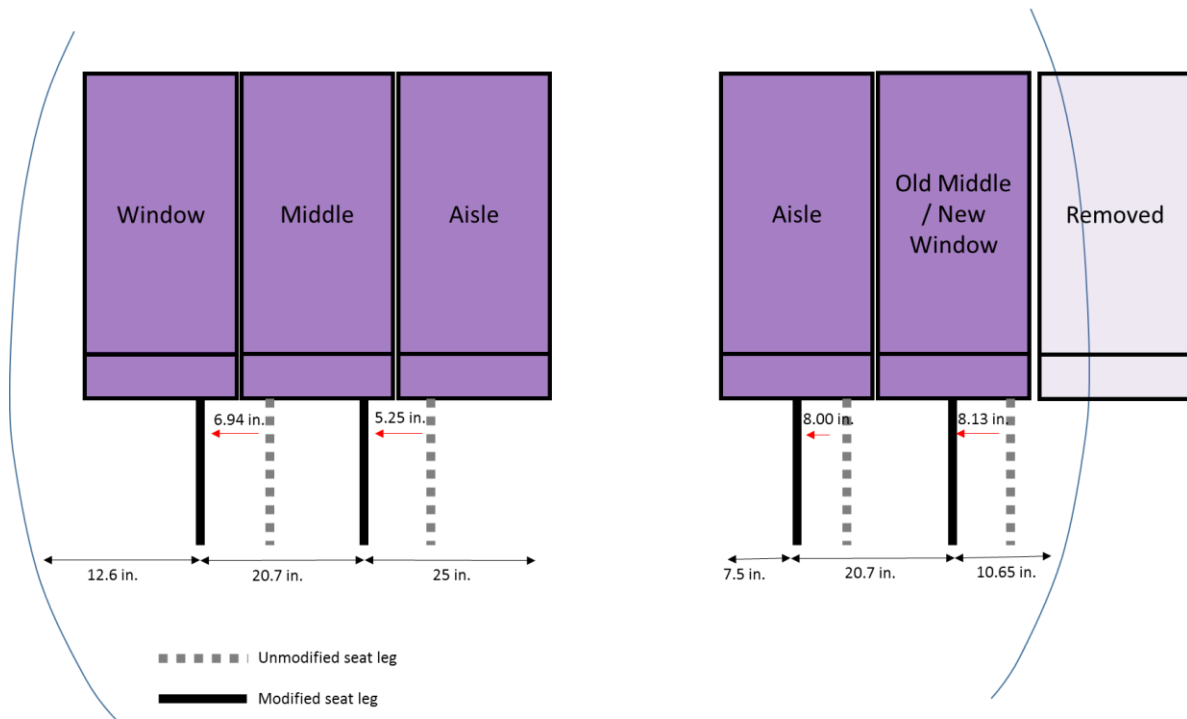 Window
Middle
Aisle
Aisle
Old Middle
/ New
Window
Removed
6.94 in.
5.25 in.
8.00 in.
8.13 in.
12.6 in.
20.7 in.
25 in.
7.5 in.
20.7 in.
10.65 in.
Unmodified seat leg
Modified seat leg